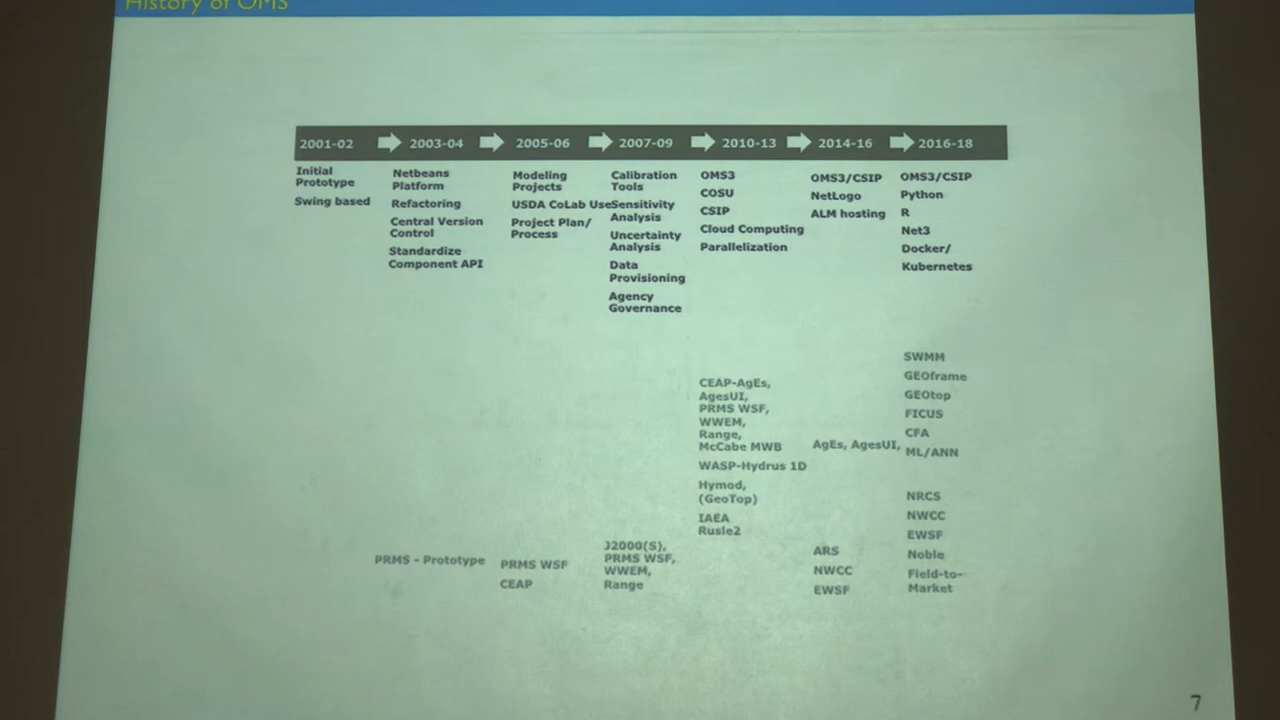 History of OMS
2001-02
2003-04
2005-06
2007-09
2010-13
2014-16
2016-18
Initial
Prototype
Swing based
Netbeans
Platform
Refactoring
Central Version
Control
Standardize
Component API
Modeling
Projects
USDA CoLab Use
Project Plan/
Process
Calibration
Tools
Sensitivity
Analysis
Uncertainty
Analysis
Data
Provisioning
Agency
Governance
OMS3
COSU
CSIP
Cloud Computing
Parallelization
OMS3/CSIP
NetLogo
ALM hosting
OMS3/CSIP
Python
R
Net3
Docker/
Kubernetes
PRMS - Prototype
PRMS WSF
CEAP
J2000(S),
PRMS WSF,
WWEM,
Range
CEAP-AgEs,
AgesUI,
PRMS WSF,
WWEM,
Range,
McCabe MWB
WASP-Hydrus 1D
Hymod,
(GeoTop)
IAEA
Rusle2
AgEs, AgesUI,
ARS
NWCC
EWSF
SWMM
GEOframe
GEOtop
FICUS
CFA
ML/ANN
NRCS
NWCC
EWSF
Noble
Field-to-
Market
7